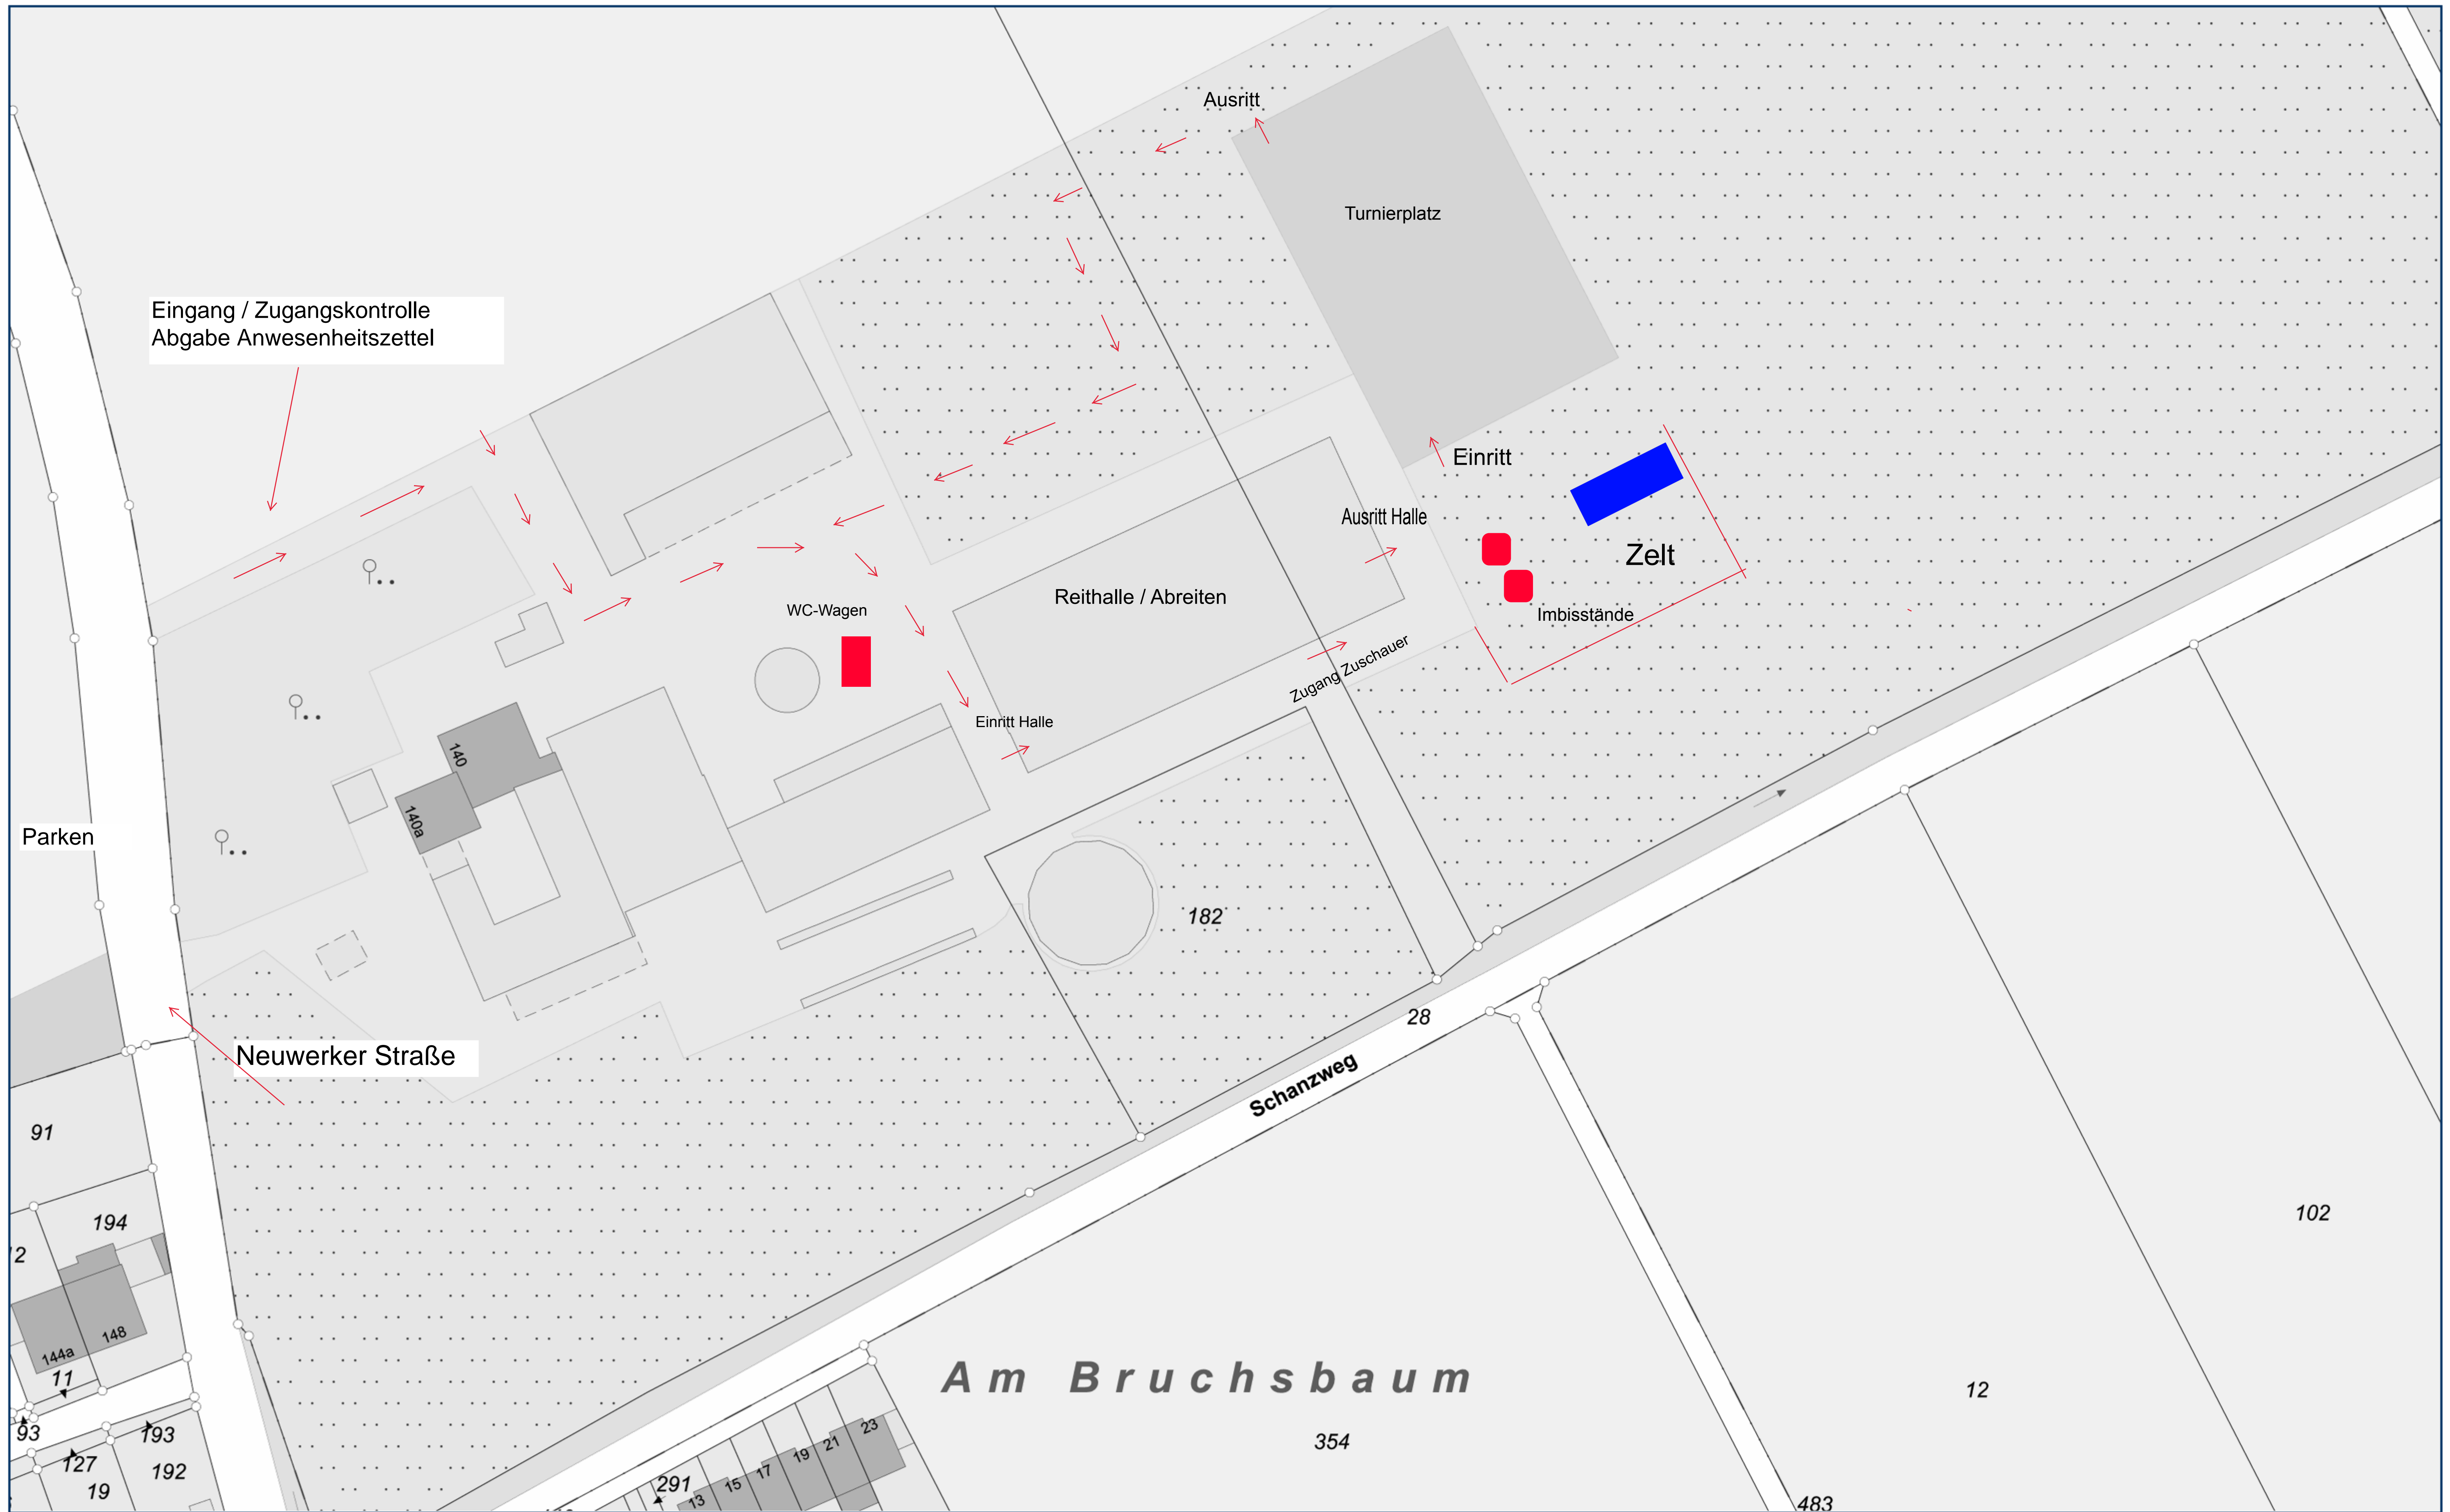 Ausritt
Turnierplatz
Eingang / Zugangskontrolle
Abgabe Anwesenheitszettel
Einritt
Ausritt Halle
Zelt
Reithalle / Abreiten
WC-Wagen
Imbisstände
Zugang Zuschauer
Einritt Halle
140
140a
Parken
182
28
Neuwerker Straße
Schanzweg
91
194
102
12
148
144a
11
Am Bruchsbaum
12
93
193
23
21
19
17
15
13
354
127
192
291
19
483